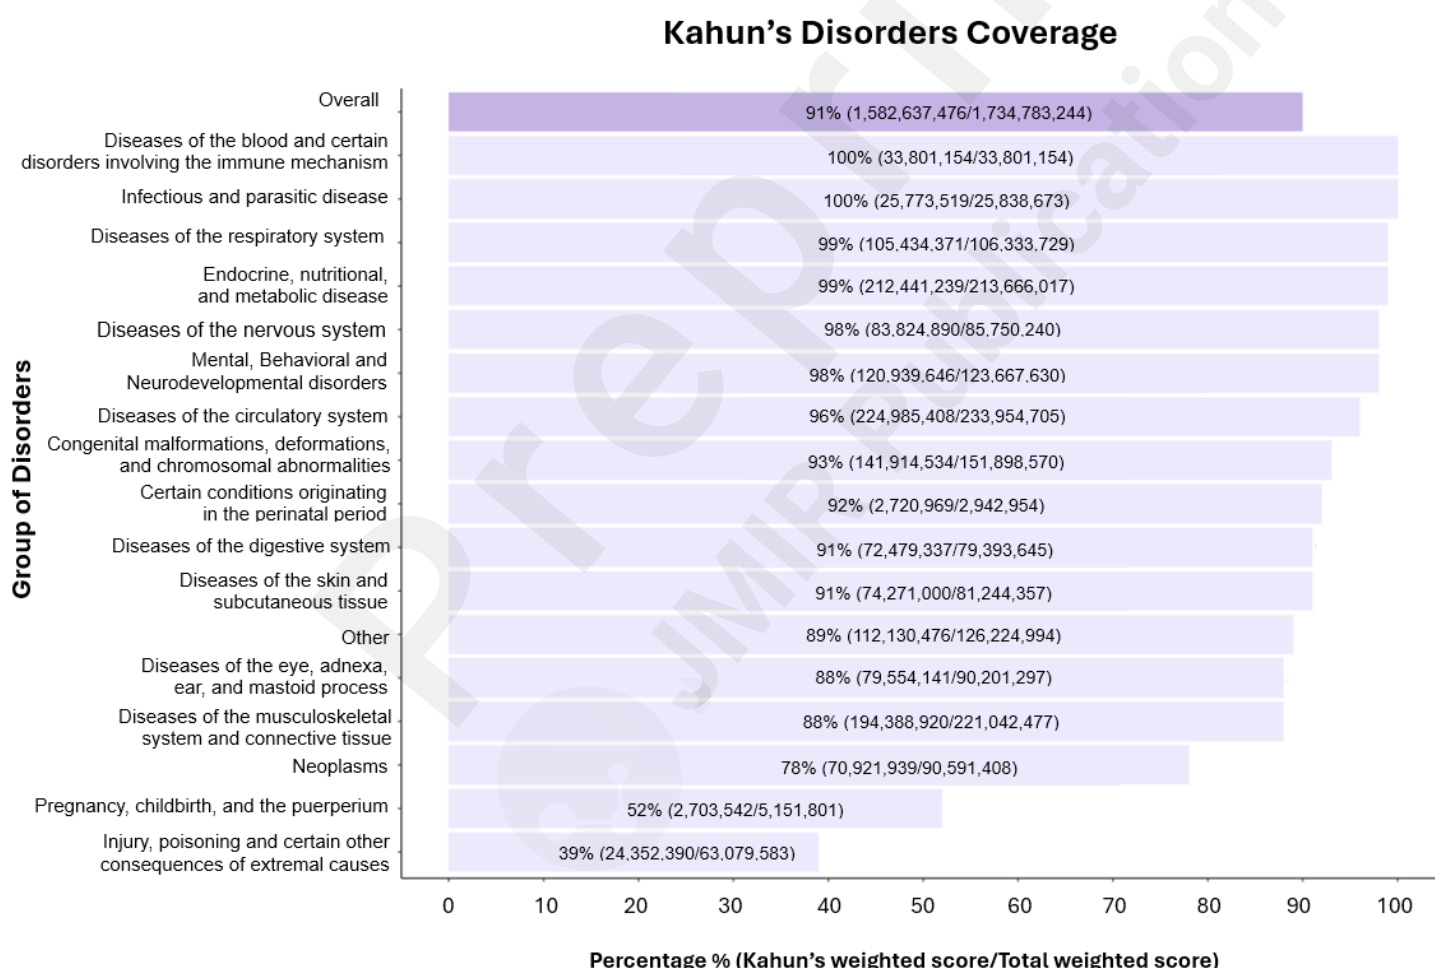 Kahun's Disorders Coverage
Overall
91% (1,582,637,476/1,734,783,244)
Diseases of the blood and certain
disorders involving the immune mechanism
100% (33,801,154/33,801,154)
Infectious and parasitic disease
100% (25,773,519/25,838,673)
Diseases of the respiratory system
99% (105,434,371/106,333,729)
Endocrine, nutritional,
and metabolic disease
99% (212,441,239/213,666,017)
Diseases of the nervous system
98% (83,824,890/85,750,240)
Mental, Behavioral and
Neurodevelopmental disorders
98% (120,939,646/123,667,630)
Diseases of the circulatory system
96% (224,985,408/233,954,705)
Congenital malformations, deformations,
and chromosomal abnormalities
93% (141,914,534/151,898,570)
Certain conditions originating
in the perinatal period
92% (2,720,969/2,942,954)
Diseases of the digestive system
91% (72,479,337/79,393,645)
Diseases of the skin and
subcutaneous tissue
91% (74,271,000/81,244,357)
Other
89% (112,130,476/126,224,994)
Diseases of the eye, adnexa,
ear, and mastoid process
88% (79,554,141/90,201,297)
Diseases of the musculoskeletal
system and connective tissue
88% (194,388,920/221,042,477)
Neoplasms
78% (70,921,939/90,591,408)
Pregnancy, childbirth, and the puerperium
52% (2,703,542/5,151,801)
Injury, poisoning and certain other
consequences of extremal causes
39% (24,352,390/63,079,583)
Group of Disorders
0 10 20 30 40 50 60 70 80 90 100
Percentage % (Kahun's weighted score/Total weighted score)
Prepri
JMIR Publication